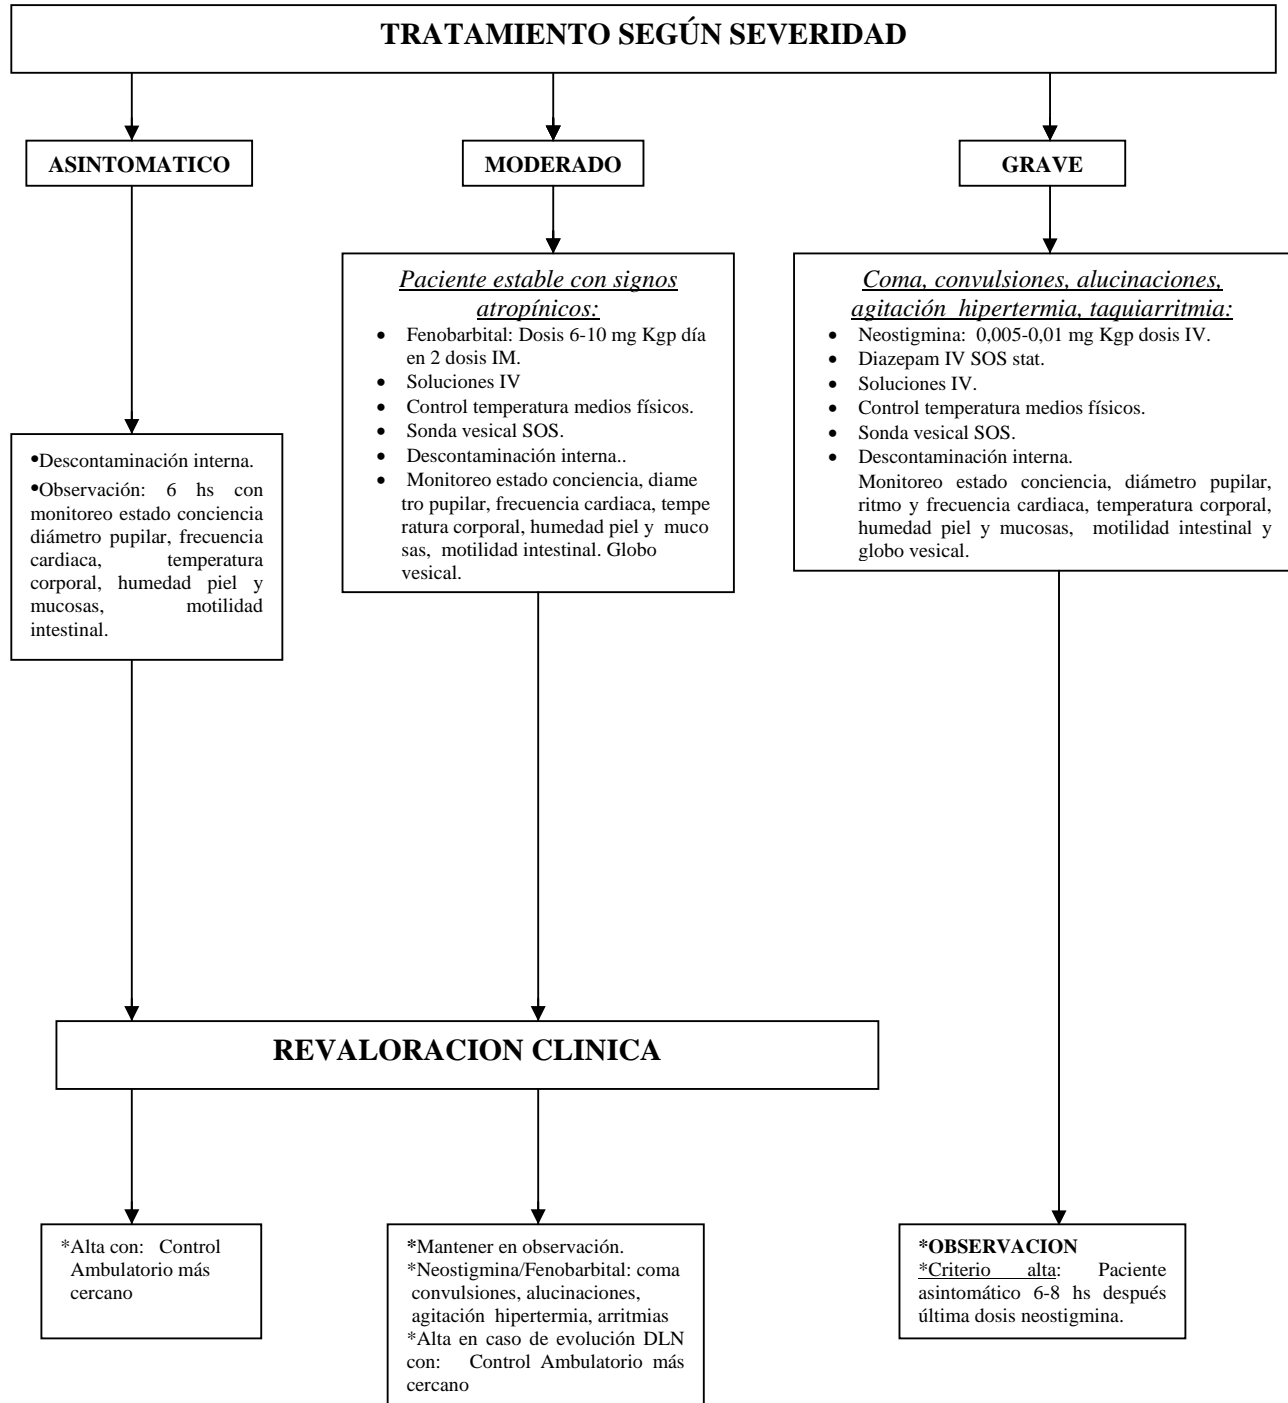 TRATAMIENTO SEGÚN SEVERIDAD
ASINTOMATICO
MODERADO
GRAVE
•Descontaminación interna.
•Observación: 6 hs con
monitoreo estado conciencia
diámetro pupilar, frecuencia
cardiaca, temperatura
corporal, humedad piel y
mucosas, motilidad
intestinal.
Paciente estable con signos
atropínicos:
• Fenobarbital: Dosis 6-10 mg Kgp día
en 2 dosis IM.
• Soluciones IV
• Control temperatura medios físicos.
• Sonda vesical SOS.
• Descontaminación interna..
• Monitoreo estado conciencia, diame
tro pupilar, frecuencia cardiaca, tempe
ratura corporal, humedad piel y muco
sas, motilidad intestinal. Globo
vesical.
Coma, convulsiones, alucinaciones,
agitación hipertermia, taquiarritmia:
• Neostigmina: 0,005-0,01 mg Kgp dosis IV.
• Diazepam IV SOS stat.
• Soluciones IV.
• Control temperatura medios físicos.
• Sonda vesical SOS.
• Descontaminación interna.
Monitoreo estado conciencia, diámetro pupilar,
ritmo y frecuencia cardiaca, temperatura corporal,
humedad piel y mucosas, motilidad intestinal y
globo vesical.
REVALORACION CLINICA
*Alta con: Control
Ambulatorio más
cercano
*Mantener en observación.
*Neostigmina/Fenobarbital: coma
convulsiones, alucinaciones,
agitación hipertermia, arritmias
*Alta en caso de evolución DLN
con: Control Ambulatorio más
cercano
*OBSERVACION
*Criterio alta: Paciente
asintomático 6-8 hs después
última dosis neostigmina.